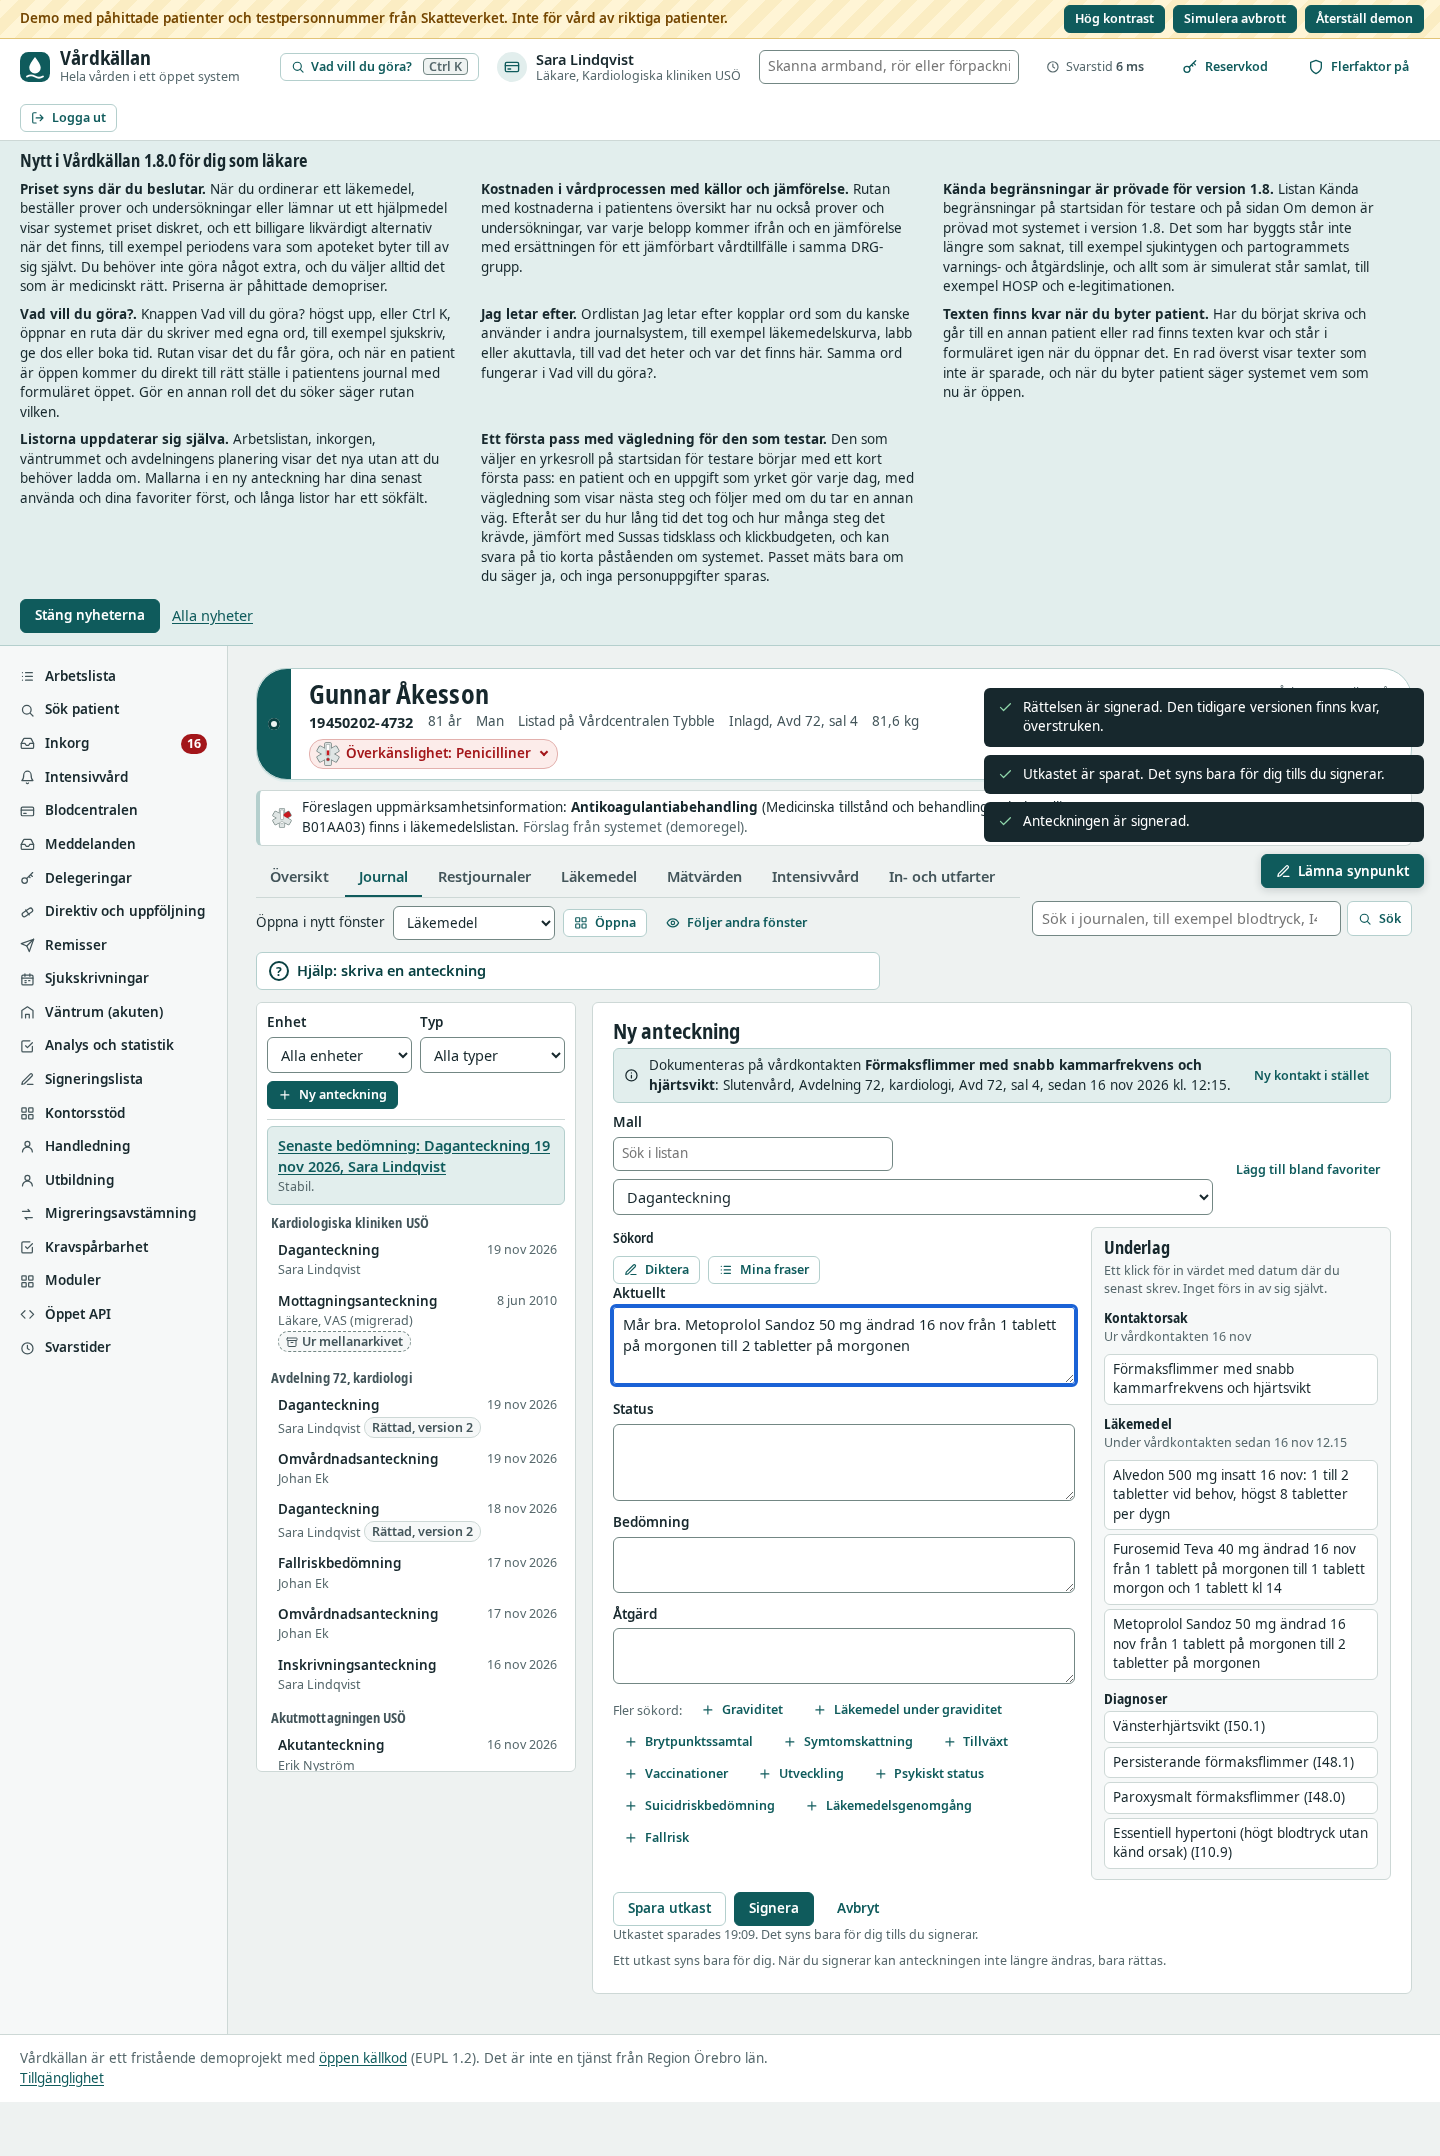 Demo med påhittade patienter och testpersonnummer från Skatteverket. Inte för vård av riktiga patienter.
Hög kontrast
Simulera avbrott
Återställ demon
Vårdkällan
Hela vården i ett öppet system
Vad vill du göra? Ctrl K
Sara Lindqvist
Läkare, Kardiologiska kliniken USÖ
Skanna armband, rör eller förpackni
Svarstid 6 ms
Reservkod
Flerfaktor på
Logga ut
Nytt i Vårdkällan 1.8.0 för dig som läkare
Priset syns där du beslutar. När du ordinerar ett läkemedel,
beställer prover och undersökningar eller lämnar ut ett hjälpmedel
visar systemet priset diskret, och ett billigare likvärdigt alternativ
när det finns, till exempel periodens vara som apoteket byter till av
sig självt. Du behöver inte göra något extra, och du väljer alltid det
som är medicinskt rätt. Priserna är påhittade demopriser.
Kostnaden i vårdprocessen med källor och jämförelse. Rutan
med kostnaderna i patientens översikt har nu också prover och
undersökningar, var varje belopp kommer ifrån och en jämförelse
med ersättningen för ett jämförbart vårdtillfälle i samma DRG-
grupp.
Kända begränsningar är prövade för version 1.8. Listan Kända
begränsningar på startsidan för testare och på sidan Om demon är
prövad mot systemet i version 1.8. Det som har byggts står inte
längre som saknat, till exempel sjukintygen och partogrammets
varnings- och åtgärdslinje, och allt som är simulerat står samlat, till
exempel HOSP och e-legitimationen.
Vad vill du göra?. Knappen Vad vill du göra? högst upp, eller Ctrl K,
öppnar en ruta där du skriver med egna ord, till exempel sjukskriv,
ge dos eller boka tid. Rutan visar det du får göra, och när en patient
är öppen kommer du direkt till rätt ställe i patientens journal med
formuläret öppet. Gör en annan roll det du söker säger rutan
vilken.
Jag letar efter. Ordlistan Jag letar efter kopplar ord som du kanske
använder i andra journalsystem, till exempel läkemedelskurva, labb
eller akuttavla, till vad det heter och var det finns här. Samma ord
fungerar i Vad vill du göra?.
Texten finns kvar när du byter patient. Har du börjat skriva och
går till en annan patient eller rad finns texten kvar och står i
formuläret igen när du öppnar det. En rad överst visar texter som
inte är sparade, och när du byter patient säger systemet vem som
nu är öppen.
Listorna uppdaterar sig själva. Arbetslistan, inkorgen,
väntrummet och avdelningens planering visar det nya utan att du
behöver ladda om. Mallarna i en ny anteckning har dina senast
använda och dina favoriter först, och långa listor har ett sökfält.
Ett första pass med vägledning för den som testar. Den som
väljer en yrkesroll på startsidan för testare börjar med ett kort
första pass: en patient och en uppgift som yrket gör varje dag, med
vägledning som visar nästa steg och följer med om du tar en annan
väg. Efteråt ser du hur lång tid det tog och hur många steg det
krävde, jämfört med Sussas tidsklass och klickbudgeten, och kan
svara på tio korta påståenden om systemet. Passet mäts bara om
du säger ja, och inga personuppgifter sparas.
Stäng nyheterna
Alla nyheter
Arbetslista
Sök patient
Inkorg 16
Intensivvård
Blodcentralen
Meddelanden
Delegeringar
Direktiv och uppföljning
Remisser
Sjukskrivningar
Väntrum (akuten)
Analys och statistik
Signeringslista
Kontorsstöd
Handledning
Utbildning
Migreringsavstämning
Kravspårbarhet
Moduler
Öppet API
Svarstider
Gunnar Åkesson
19450202-4732 81 år Man Listad på Vårdcentralen Tybble Inlagd, Avd 72, sal 4 81,6 kg
Överkänslighet: Penicilliner
Rättelsen är signerad. Den tidigare versionen finns kvar,
överstruken.
Utkastet är sparat. Det syns bara för dig tills du signerar.
Anteckningen är signerad.
Föreslagen uppmärksamhetsinformation: Antikoagulantiabehandling (Medicinska tillstånd och behandling
B01AA03) finns i läkemedelslistan. Förslag från systemet (demoregel).
Lämna synpunkt
Översikt
Journal
Restjournaler
Läkemedel
Mätvärden
Intensivvård
In- och utfarter
Öppna i nytt fönster
Läkemedel
Öppna
Följer andra fönster
Sök i journalen, till exempel blodtryck, I4
Sök
Hjälp: skriva en anteckning
Enhet
Typ
Alla enheter
Alla typer
Ny anteckning
Senaste bedömning: Daganteckning 19
nov 2026, Sara Lindqvist
Stabil.
Kardiologiska kliniken USÖ
Daganteckning 19 nov 2026
Sara Lindqvist
Mottagningsanteckning 8 jun 2010
Läkare, VAS (migrerad)
Ur mellanarkivet
Avdelning 72, kardiologi
Daganteckning 19 nov 2026
Sara Lindqvist Rättad, version 2
Omvårdnadsanteckning 19 nov 2026
Johan Ek
Daganteckning 18 nov 2026
Sara Lindqvist Rättad, version 2
Fallriskbedömning 17 nov 2026
Johan Ek
Omvårdnadsanteckning 17 nov 2026
Johan Ek
Inskrivningsanteckning 16 nov 2026
Sara Lindqvist
Akutmottagningen USÖ
Akutanteckning 16 nov 2026
Erik Nyström
Ny anteckning
Dokumenteras på vårdkontakten Förmaksflimmer med snabb kammarfrekvens och
hjärtsvikt: Slutenvård, Avdelning 72, kardiologi, Avd 72, sal 4, sedan 16 nov 2026 kl. 12:15.
Ny kontakt i stället
Mall
Sök i listan
Daganteckning
Lägg till bland favoriter
Sökord
Diktera
Mina fraser
Aktuellt
Mår bra. Metoprolol Sandoz 50 mg ändrad 16 nov från 1 tablett
på morgonen till 2 tabletter på morgonen
Status
Bedömning
Åtgärd
Fler sökord: Graviditet Läkemedel under graviditet
Brytpunktssamtal Symtomskattning Tillväxt
Vaccinationer Utveckling Psykiskt status
Suicidriskbedömning Läkemedelsgenomgång
Fallrisk
Underlag
Ett klick för in värdet med datum där du
senast skrev. Inget förs in av sig självt.
Kontaktorsak
Ur vårdkontakten 16 nov
Förmaksflimmer med snabb
kammarfrekvens och hjärtsvikt
Läkemedel
Under vårdkontakten sedan 16 nov 12.15
Alvedon 500 mg insatt 16 nov: 1 till 2
tabletter vid behov, högst 8 tabletter
per dygn
Furosemid Teva 40 mg ändrad 16 nov
från 1 tablett på morgonen till 1 tablett
morgon och 1 tablett kl 14
Metoprolol Sandoz 50 mg ändrad 16
nov från 1 tablett på morgonen till 2
tabletter på morgonen
Diagnoser
Vänsterhjärtsvikt (I50.1)
Persisterande förmaksflimmer (I48.1)
Paroxysmalt förmaksflimmer (I48.0)
Essentiell hypertoni (högt blodtryck utan
känd orsak) (I10.9)
Spara utkast
Signera
Avbryt
Utkastet sparades 19:09. Det syns bara för dig tills du signerar.
Ett utkast syns bara för dig. När du signerar kan anteckningen inte längre ändras, bara rättas.
Vårdkällan är ett fristående demoprojekt med öppen källkod (EUPL 1.2). Det är inte en tjänst från Region Örebro län.
Tillgänglighet